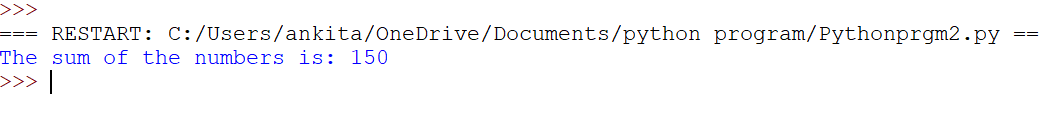 >>>
=== RESTART: C:/Users/ankita/OneDrive/Documents/python program/Pythonprgm2.py ==
The sum of the numbers is: 150
>>>